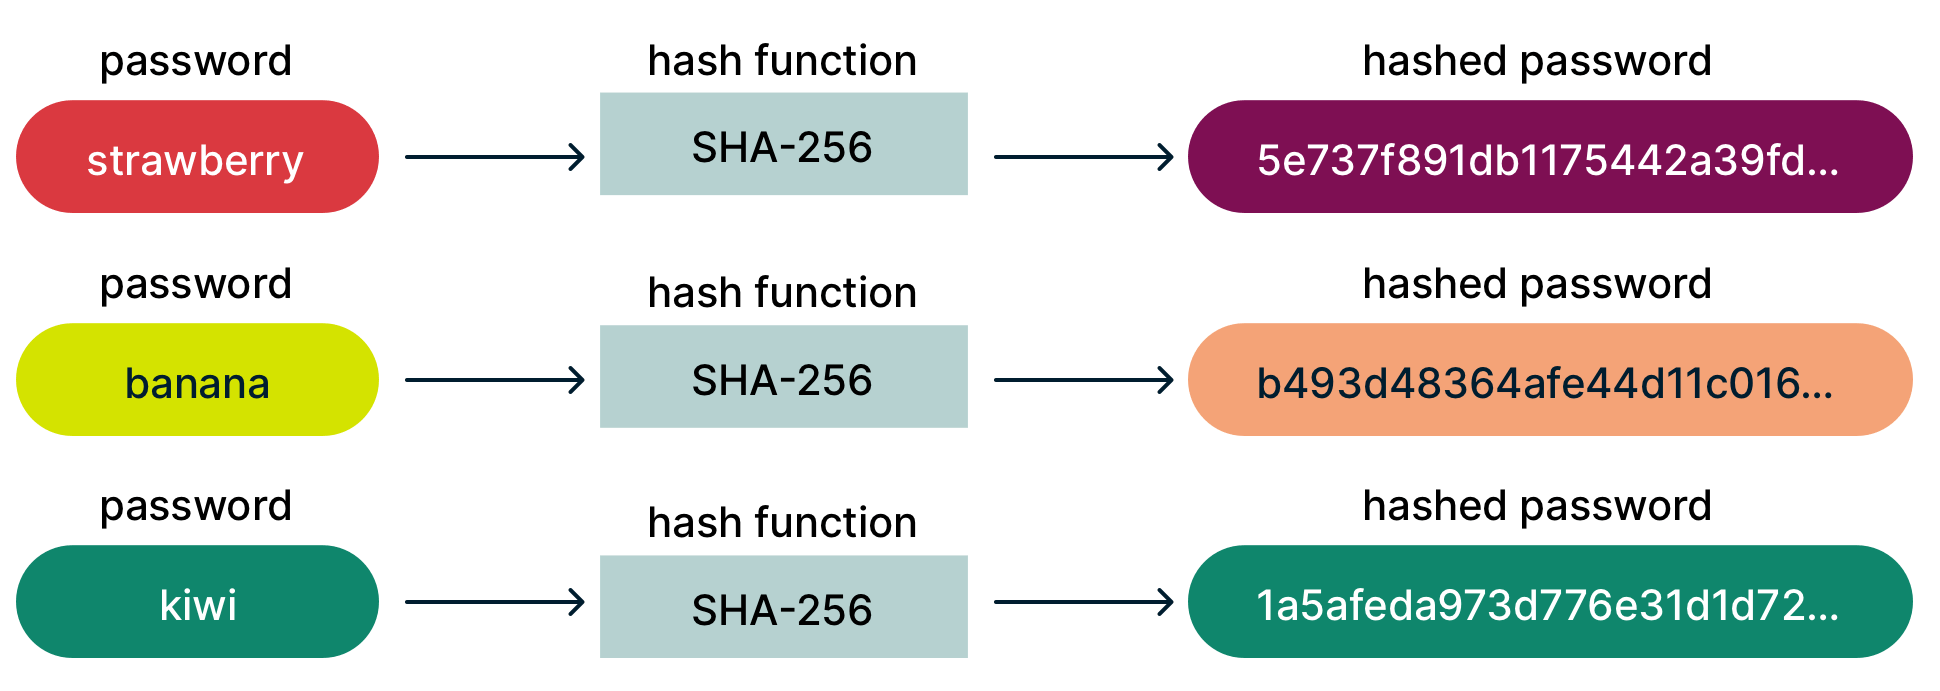 password
hash function
hashed password
strawberry
SHA-256
5e737f891db1175442a39fd...
password
hash function
hashed password
banana
SHA-256
b493d48364afe44d11c016...
password
hash function
hashed password
kiwi
SHA-256
1a5afeda973d776e31d1d72...